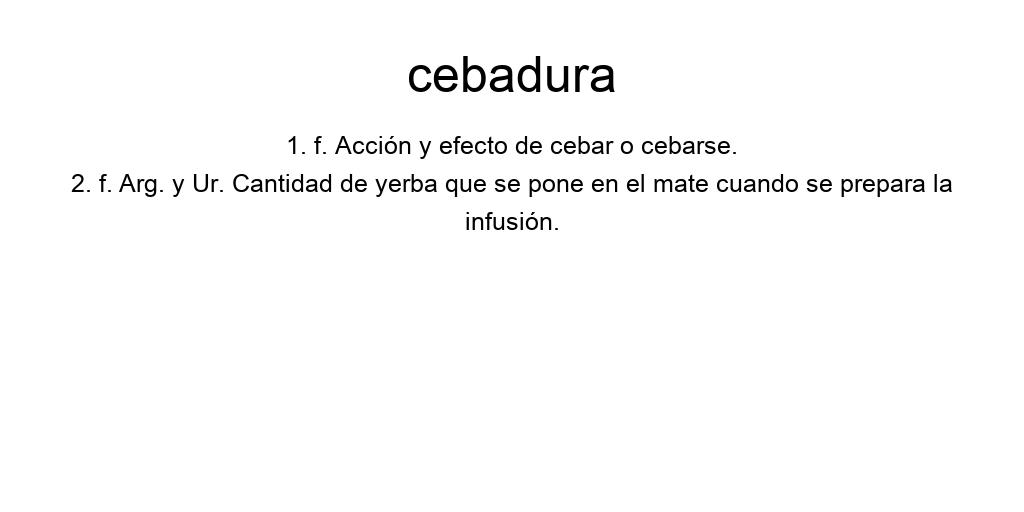 cebadura
1. f. Acción y efecto de cebar o cebarse.
2. f. Arg. y Ur. Cantidad de yerba que se pone en el mate cuando se prepara la
infusión.